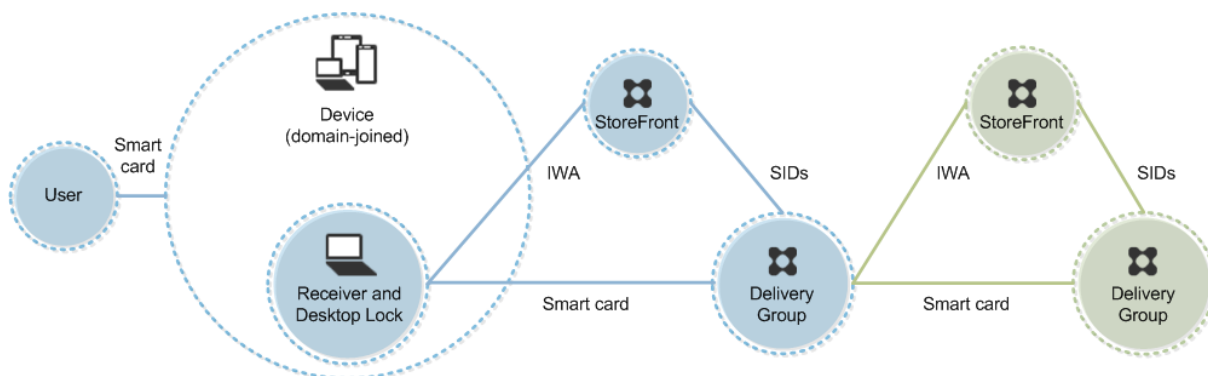 User
Smart
card
Device
(domain-joined)
Receiver and
Desktop Lock
IWA
StoreFront
SIDs
Smart card
Delivery
Group
IWA
StoreFront
SIDs
Smart card
Delivery
Group